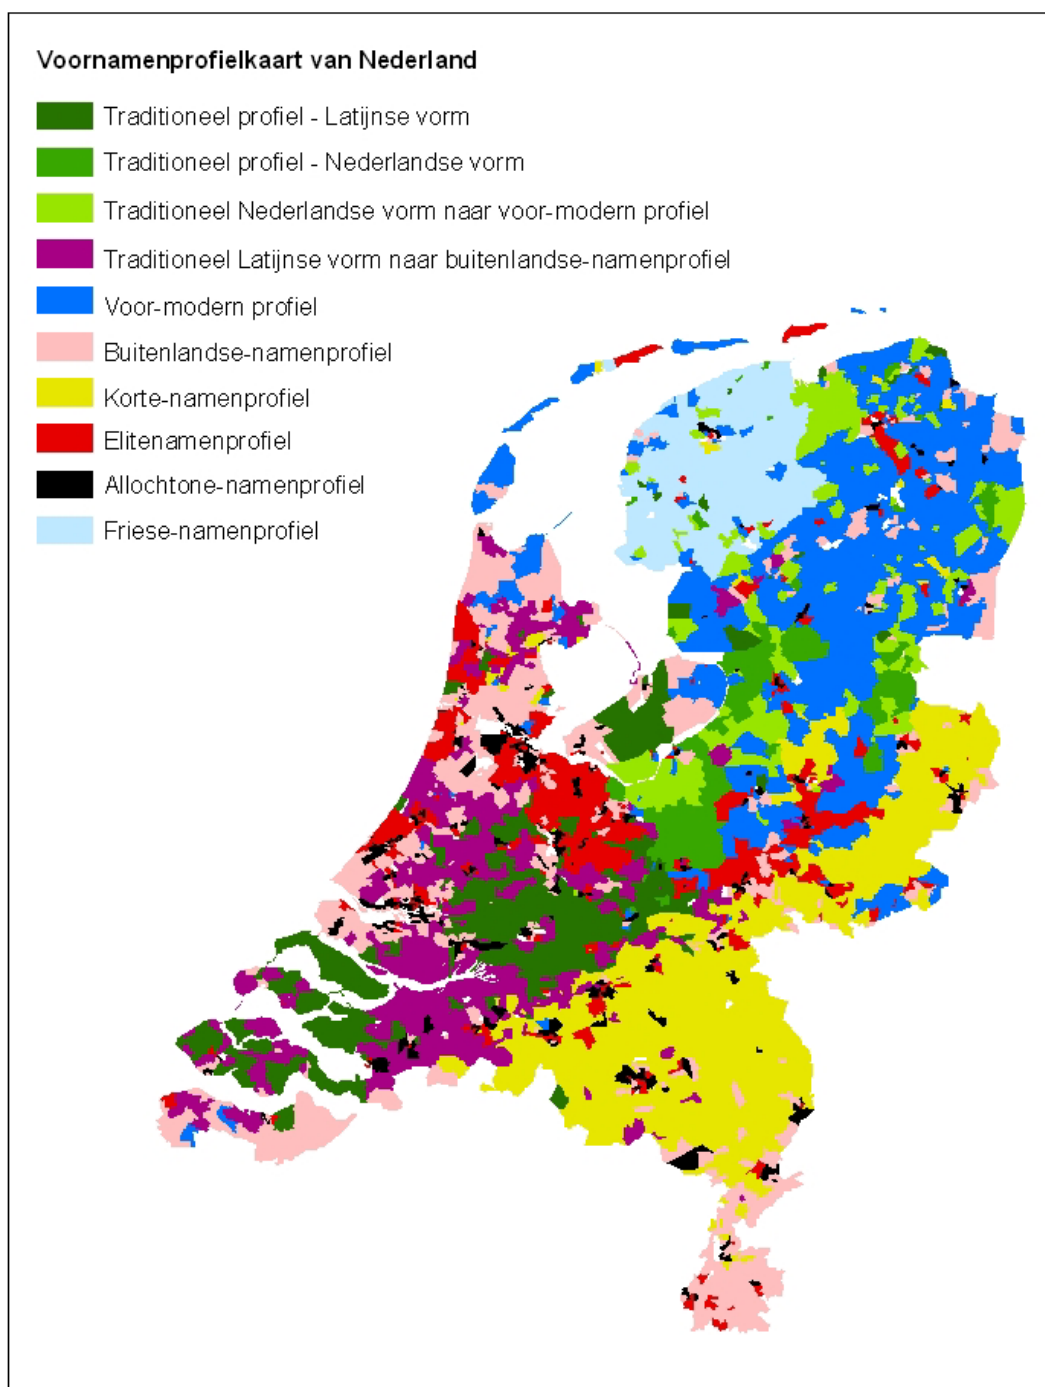 Voornamenprofielkaart van Nederland
Traditioneel profiel - Latijnse vorm
Traditioneel profiel - Nederlandse vorm
Traditioneel Nederlandse vorm naar voor-modern profiel
Traditioneel Latijnse vorm naar buitenlandse-namenprofiel
Voor-modern profiel
Buitenlandse-namenprofiel
Korte-namenprofiel
Elitenamenprofiel
Allochtone-namenprofiel
Friese-namenprofiel